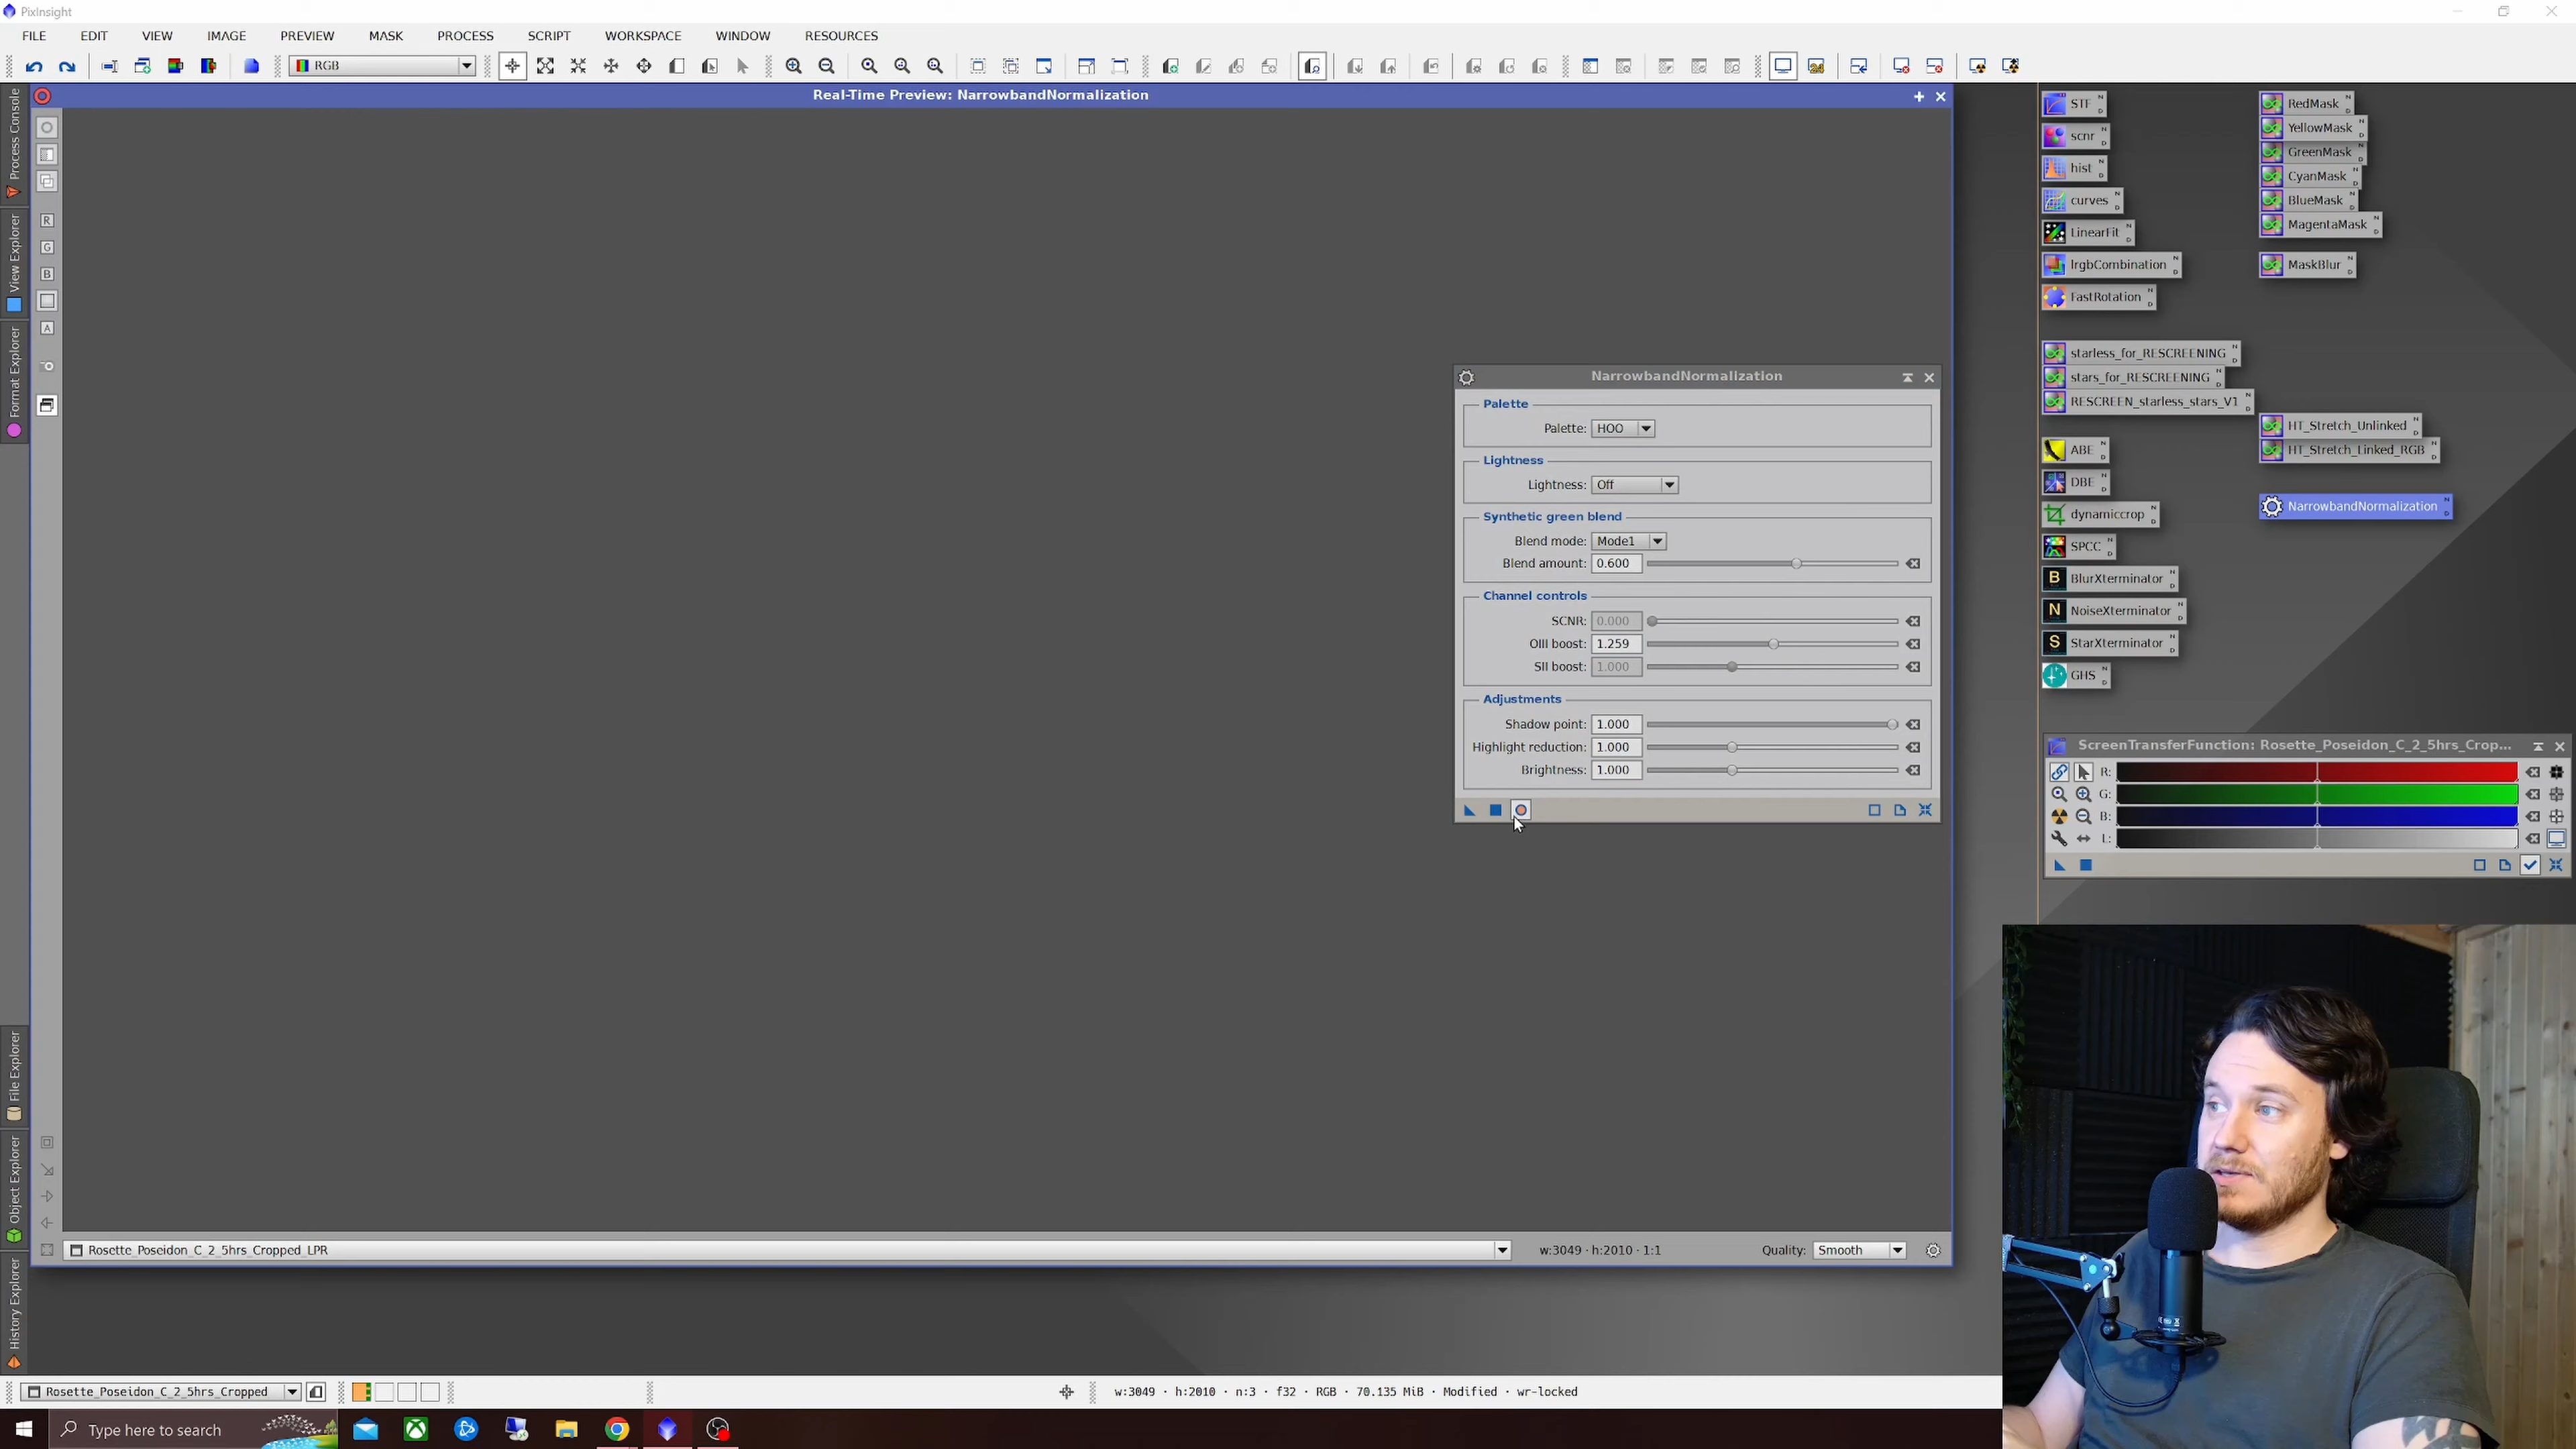 PixInsight
FILE EDIT VIEW IMAGE PREVIEW MASK PROCESS SCRIPT WORKSPACE WINDOW RESOURCES
RGB
Real-Time Preview: NarrowbandNormalization
Process Console
View Explorer
Format Explorer
File Explorer
Object Explorer
History Explorer
R
G
B
A
NarrowbandNormalization
Palette
Palette: HOO
Lightness
Lightness: Off
Synthetic green blend
Blend mode: Mode1
Blend amount: 0.600
Channel controls
SCNR: 0.000
OIII boost: 1.259
SII boost: 1.000
Adjustments
Shadow point: 1.000
Highlight reduction: 1.000
Brightness: 1.000
STF
scnr
hist
curves
LinearFit
lrgbCombination
FastRotation
starless_for_RESCREENING
stars_for_RESCREENING
RESCREEN_starless_stars_V1
ABE
DBE
dynamiccrop
SPCC
B BlurXterminator
N NoiseXterminator
S StarXterminator
GHS
RedMask
YellowMask
GreenMask
CyanMask
BlueMask
MagentaMask
MaskBlur
HT_Stretch_Unlinked
HT_Stretch_Linked_RGB
NarrowbandNormalization
ScreenTransferFunction: Rosette_Poseidon_C_2_5hrs_Crop...
R:
G:
B:
L:
Rosette_Poseidon_C_2_5hrs_Cropped_LPR
w:3049 · h:2010 · 1:1
Quality: Smooth
Rosette_Poseidon_C_2_5hrs_Cropped
w:3049 · h:2010 · n:3 · f32 · RGB · 70.135 MiB · Modified · wr-locked
Type here to search